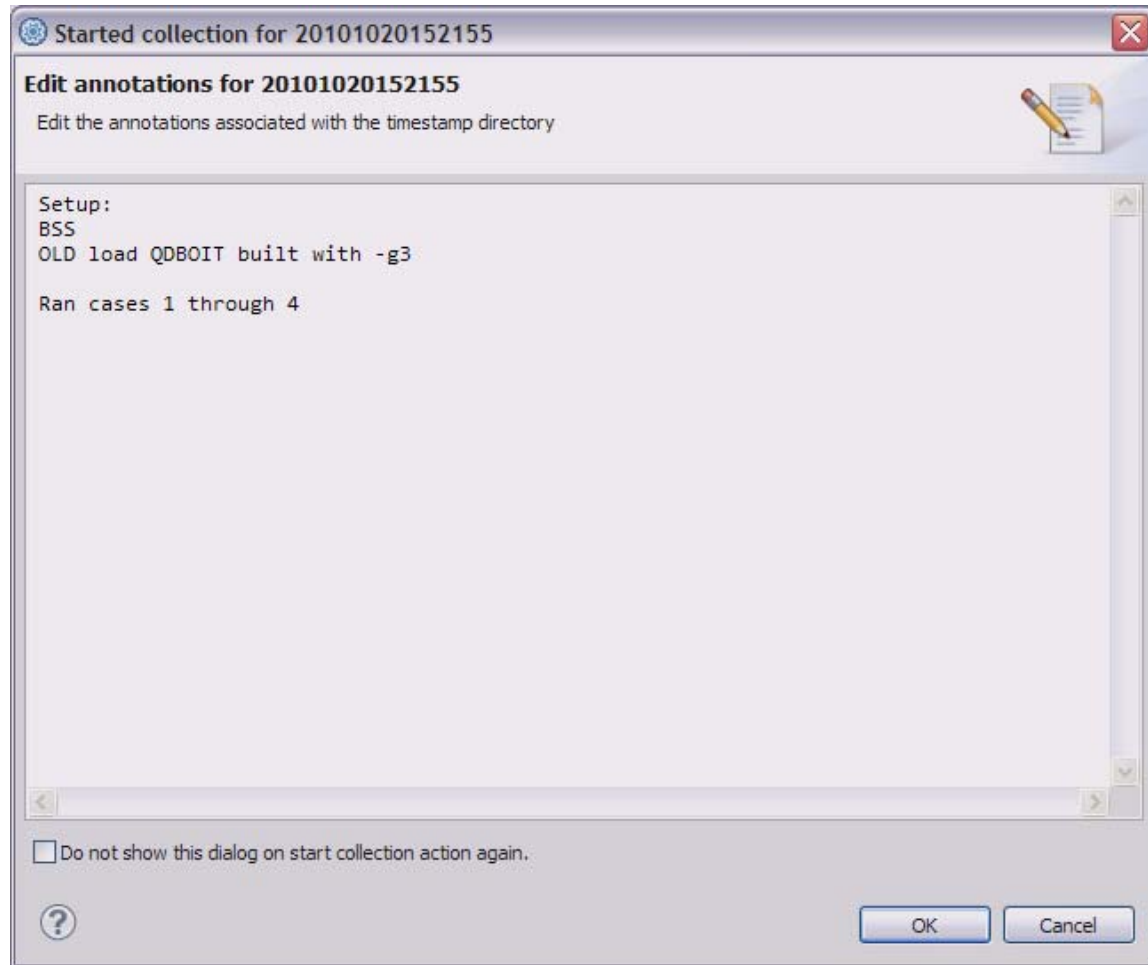 Started collection for 20101020152155
Edit annotations for 20101020152155
Edit the annotations associated with the timestamp directory
Setup:
BSS
OLD load QDBOIT built with -g3
Ran cases 1 through 4
Do not show this dialog on start collection action again.
?
OK
Cancel